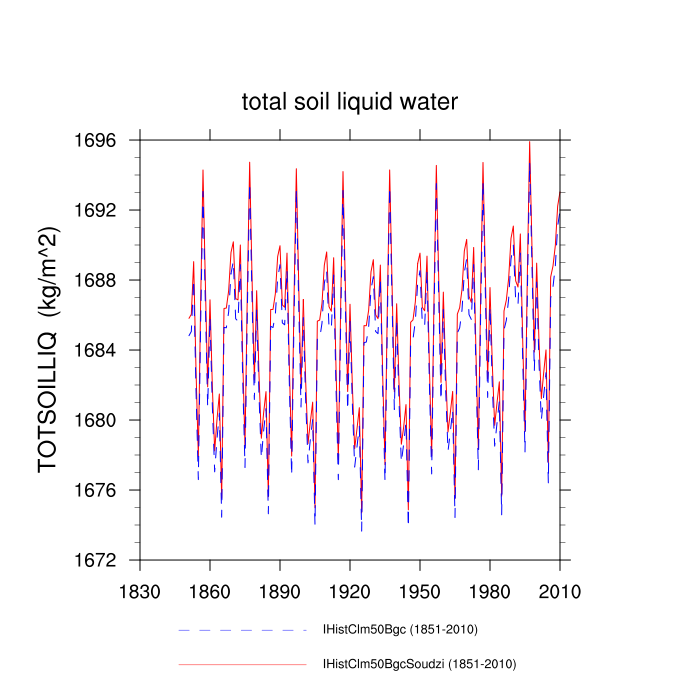 total soil liquid water
TOTSOILLIQ (kg/m^2)
1696
1692
1688
1684
1680
1676
1672
1830 1860 1890 1920 1950 1980 2010
IHistClm50Bgc (1851-2010)
IHistClm50BgcSoudzi (1851-2010)